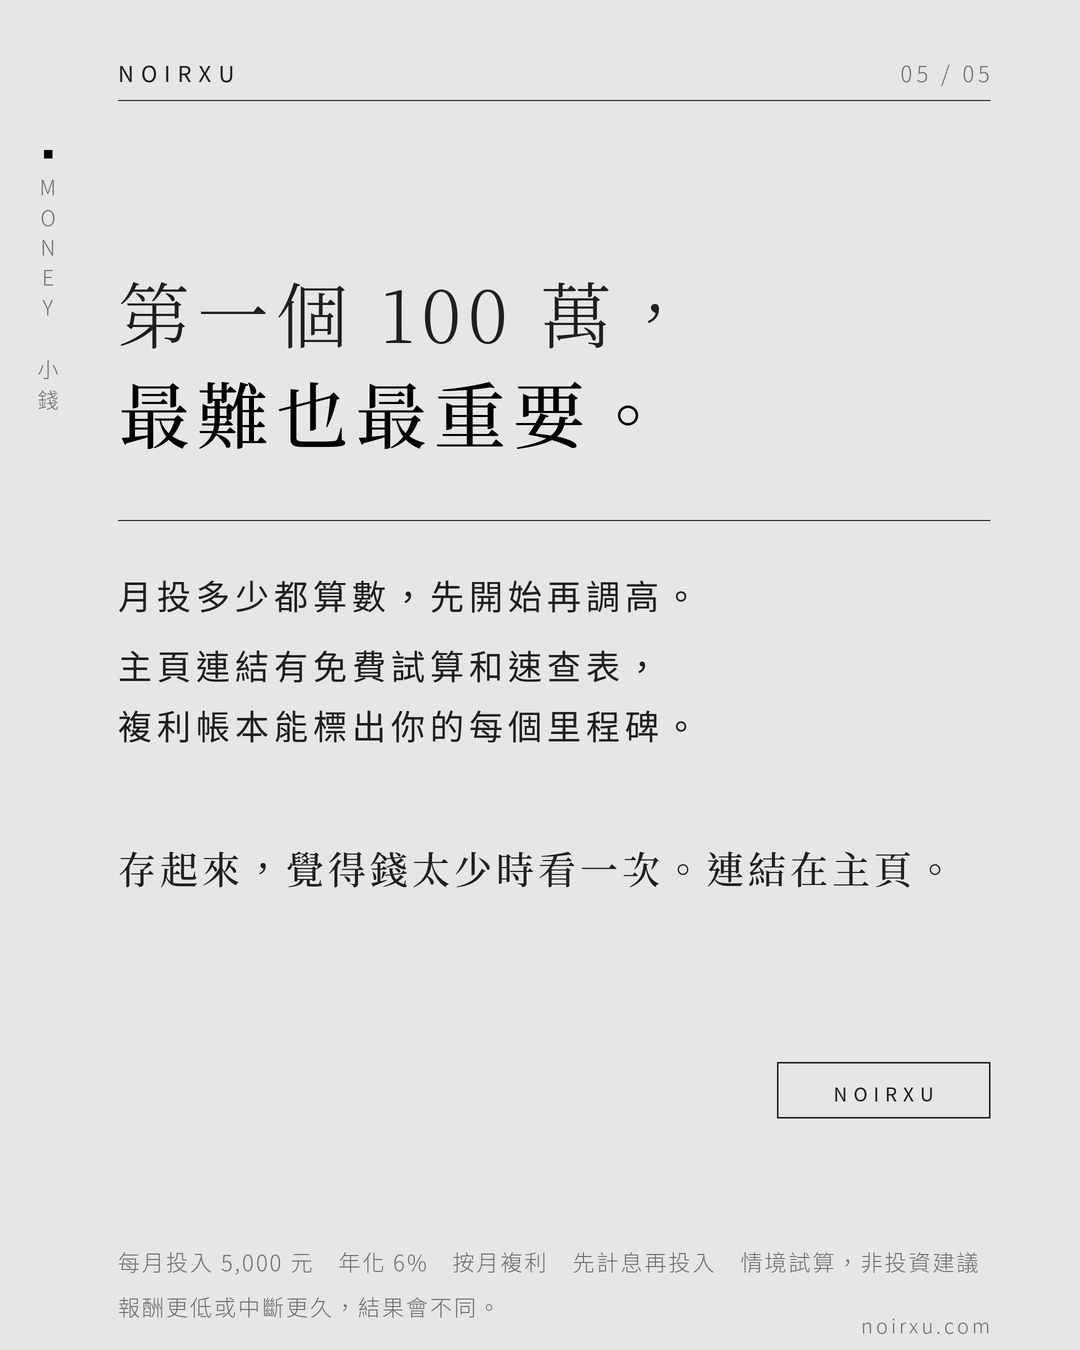 NOIRXU
05 / 05
MONEY 小錢
第一個 100 萬，
最難也最重要。
月投多少都算數，先開始再調高。
主頁連結有免費試算和速查表，
複利帳本能標出你的每個里程碑。
存起來，覺得錢太少時看一次。連結在主頁。
NOIRXU
每月投入 5,000 元　年化 6%　按月複利　先計息再投入　情境試算，非投資建議
報酬更低或中斷更久，結果會不同。
noirxu.com